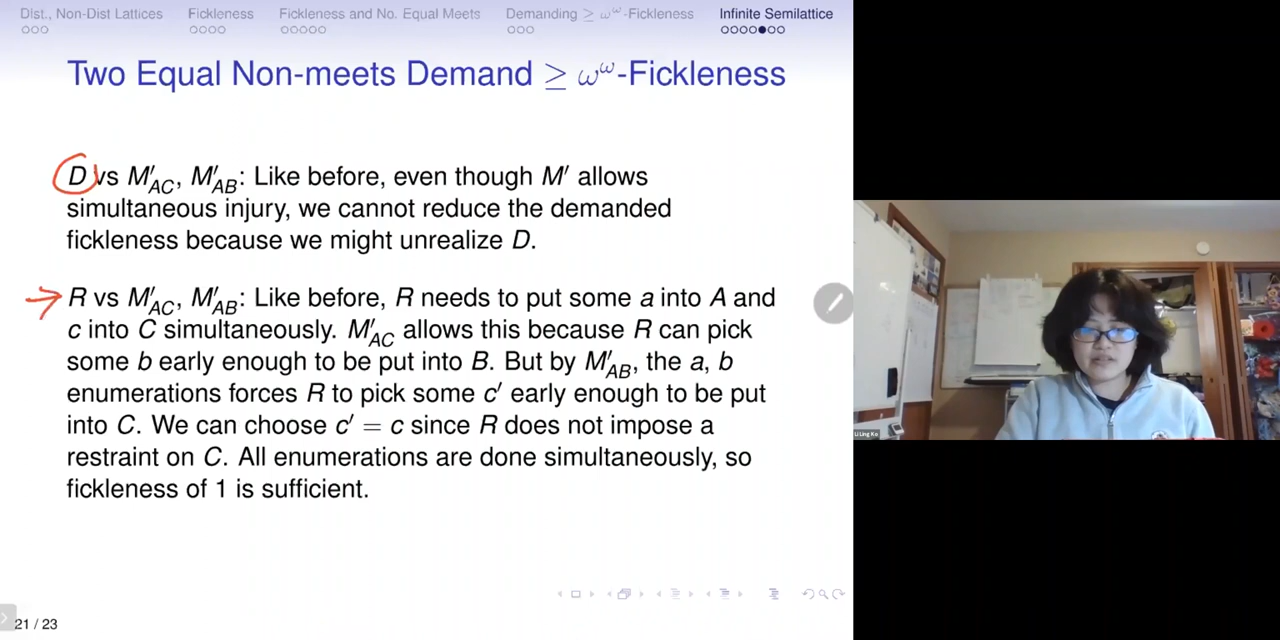 Dist., Non-Dist Lattices Fickleness Fickleness and No. Equal Meets Demanding ≥ ω^ω-Fickleness Infinite Semilattice
Two Equal Non-meets Demand ≥ ω^ω-Fickleness
D vs M′_AC, M′_AB: Like before, even though M′ allows
simultaneous injury, we cannot reduce the demanded
fickleness because we might unrealize D.
R vs M′_AC, M′_AB: Like before, R needs to put some a into A and
c into C simultaneously. M′_AC allows this because R can pick
some b early enough to be put into B. But by M′_AB, the a, b
enumerations forces R to pick some c′ early enough to be put
into C. We can choose c′ = c since R does not impose a
restraint on C. All enumerations are done simultaneously, so
fickleness of 1 is sufficient.
21 / 23
Li Ling Ko